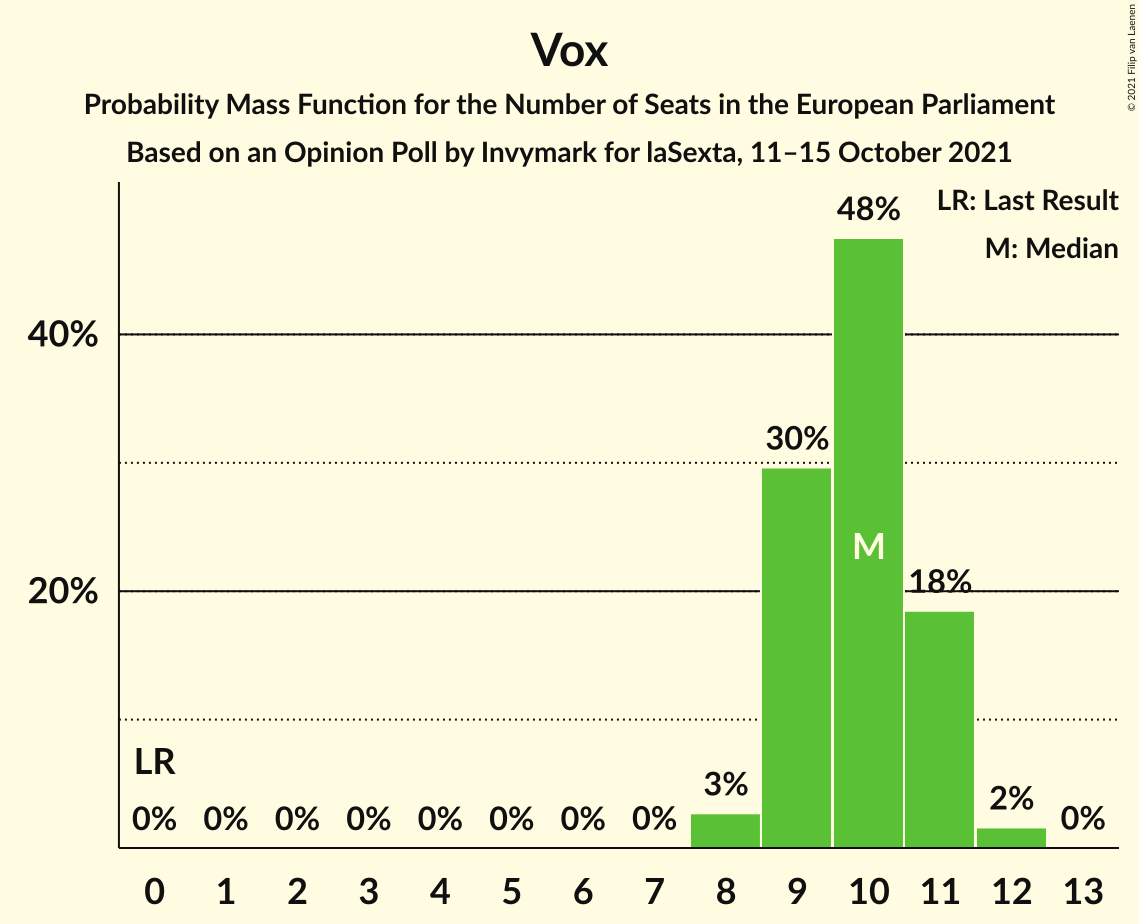 Vox
Probability Mass Function for the Number of Seats in the European Parliament
Based on an Opinion Poll by Invymark for laSexta, 11–15 October 2021
© 2021 Filip van Laenen
LR: Last Result
M: Median
48%
40%
30%
M
18%
20%
LR
3%
2%
0% 0% 0% 0% 0% 0% 0% 0% 0%
0 1 2 3 4 5 6 7 8 9 10 11 12 13